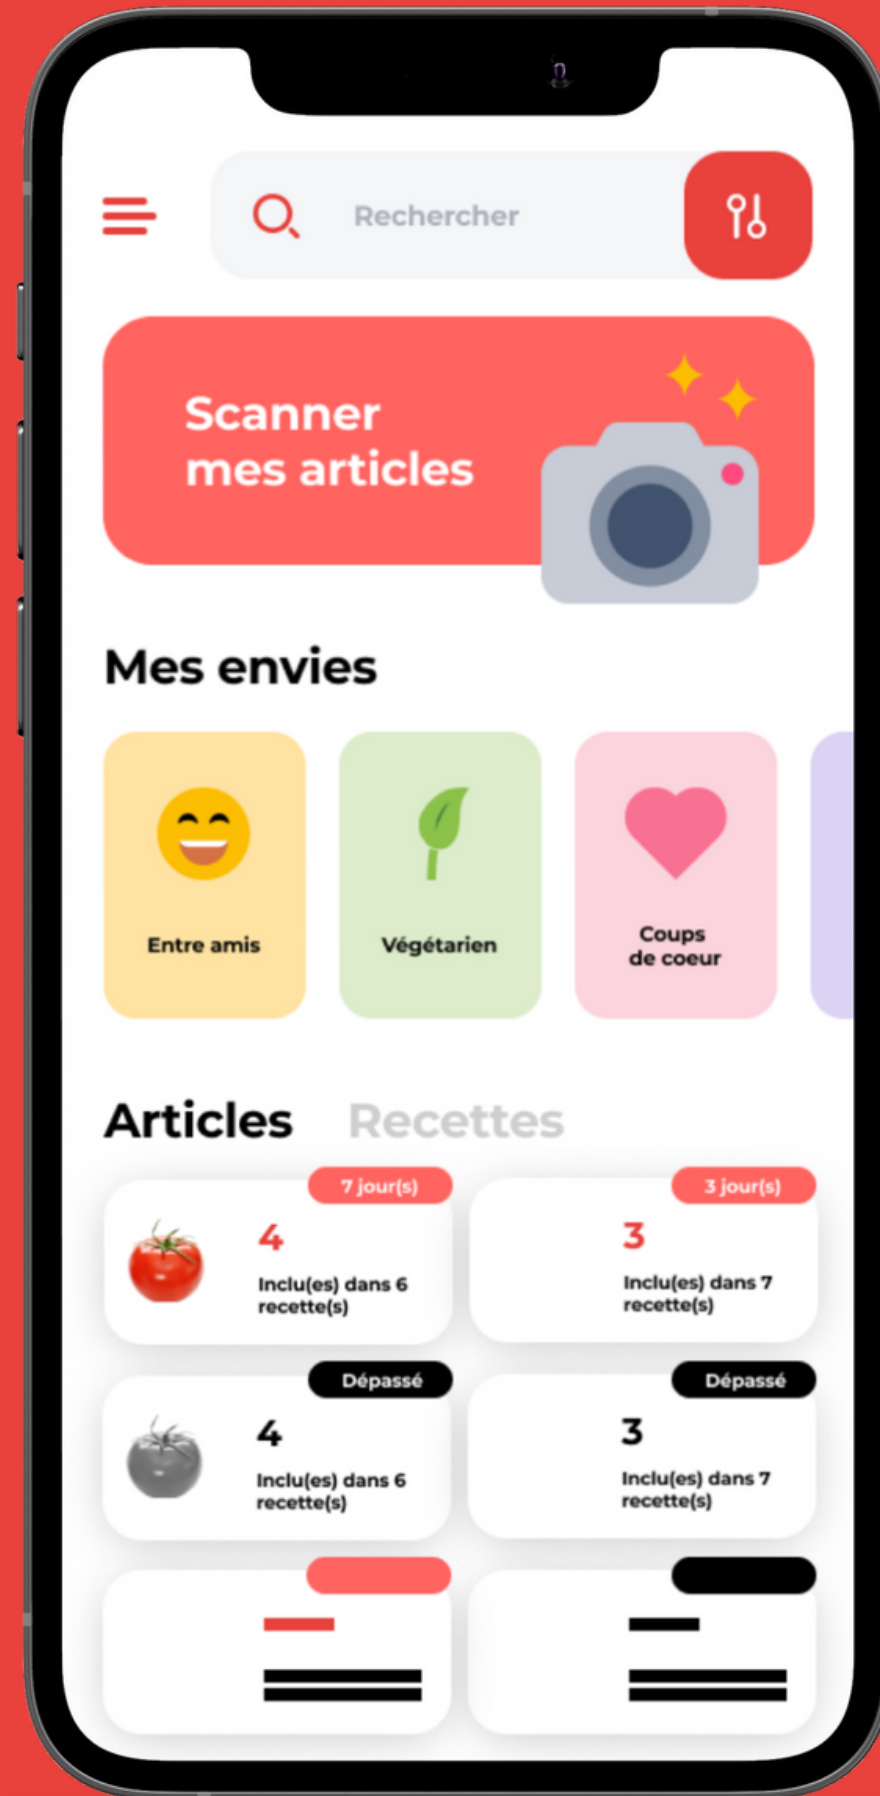 Rechercher
Scanner
mes articles
Mes envies
Entre amis
Végétarien
Coups
de coeur
Articles
Recettes
7 jour(s)
4
Inclu(es) dans 6
recette(s)
3 jour(s)
3
Inclu(es) dans 7
recette(s)
Dépassé
4
Inclu(es) dans 6
recette(s)
Dépassé
3
Inclu(es) dans 7
recette(s)